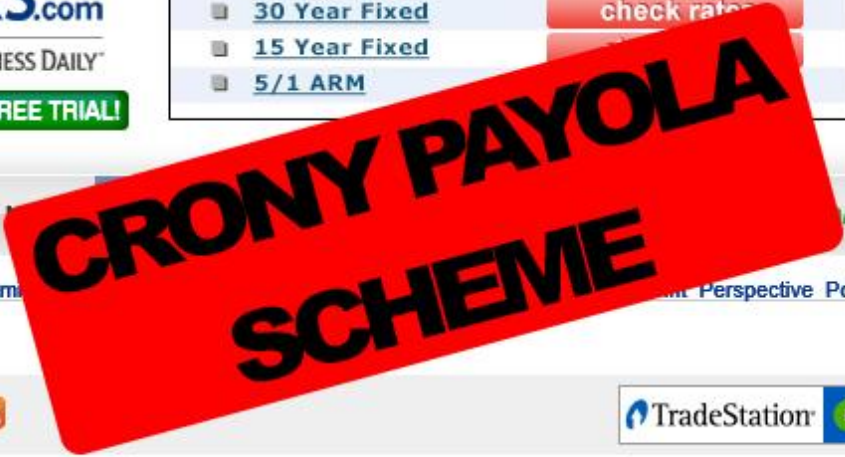 .com
30 Year Fixed
check rates
NESS DAILY
15 Year Fixed
5/1 ARM
FREE TRIAL!
CRONY PAYOLA
SCHEME
Perspective
TradeStation